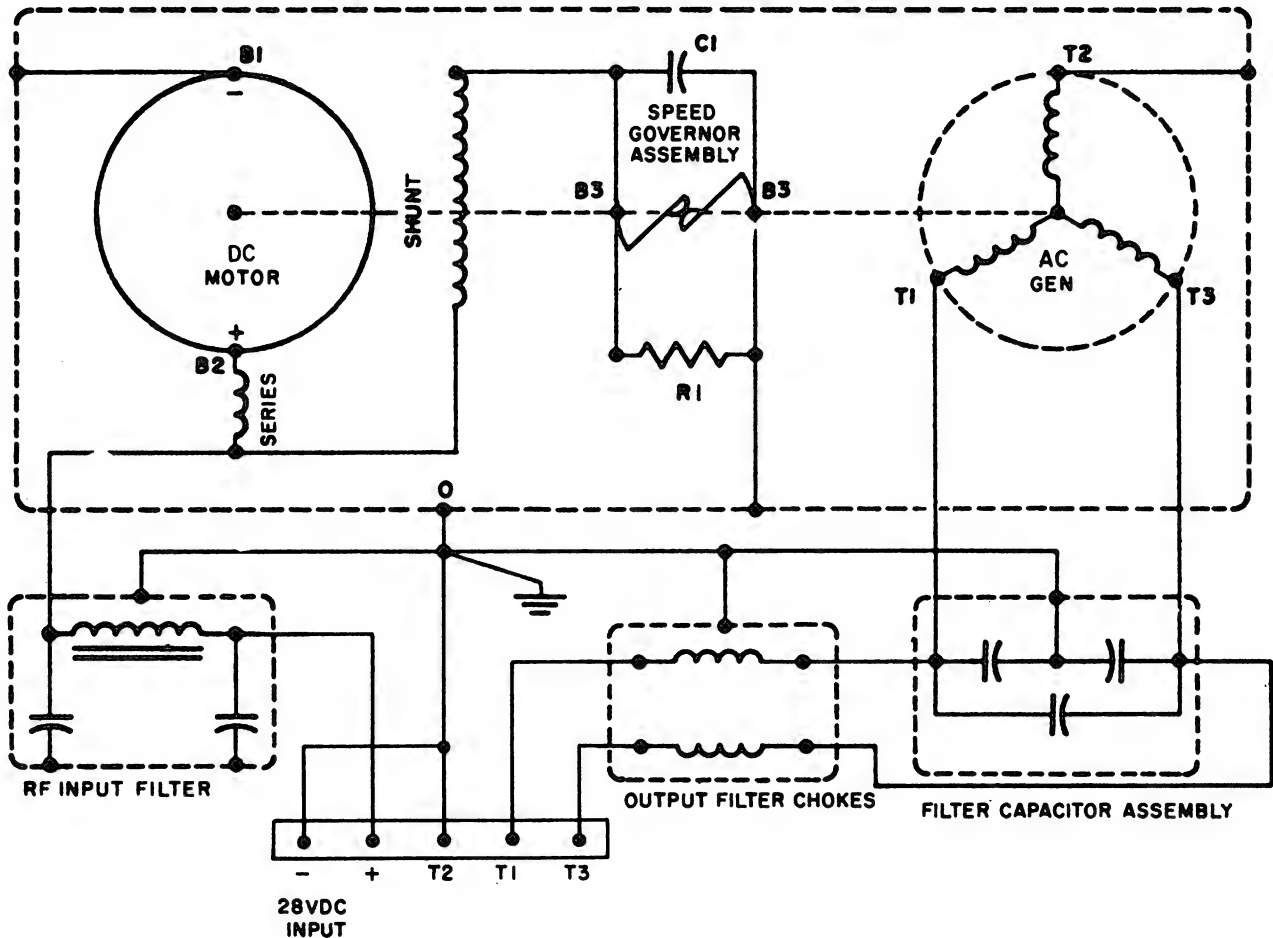 B1
-
DC
MOTOR
+
B2
SERIES
SHUNT
C1
SPEED
GOVERNOR
ASSEMBLY
B3
B3
R1
T2
T1
AC
GEN
T3
O
RF INPUT FILTER
OUTPUT FILTER CHOKES
FILTER CAPACITOR ASSEMBLY
- + T2 T1 T3
28VDC
INPUT